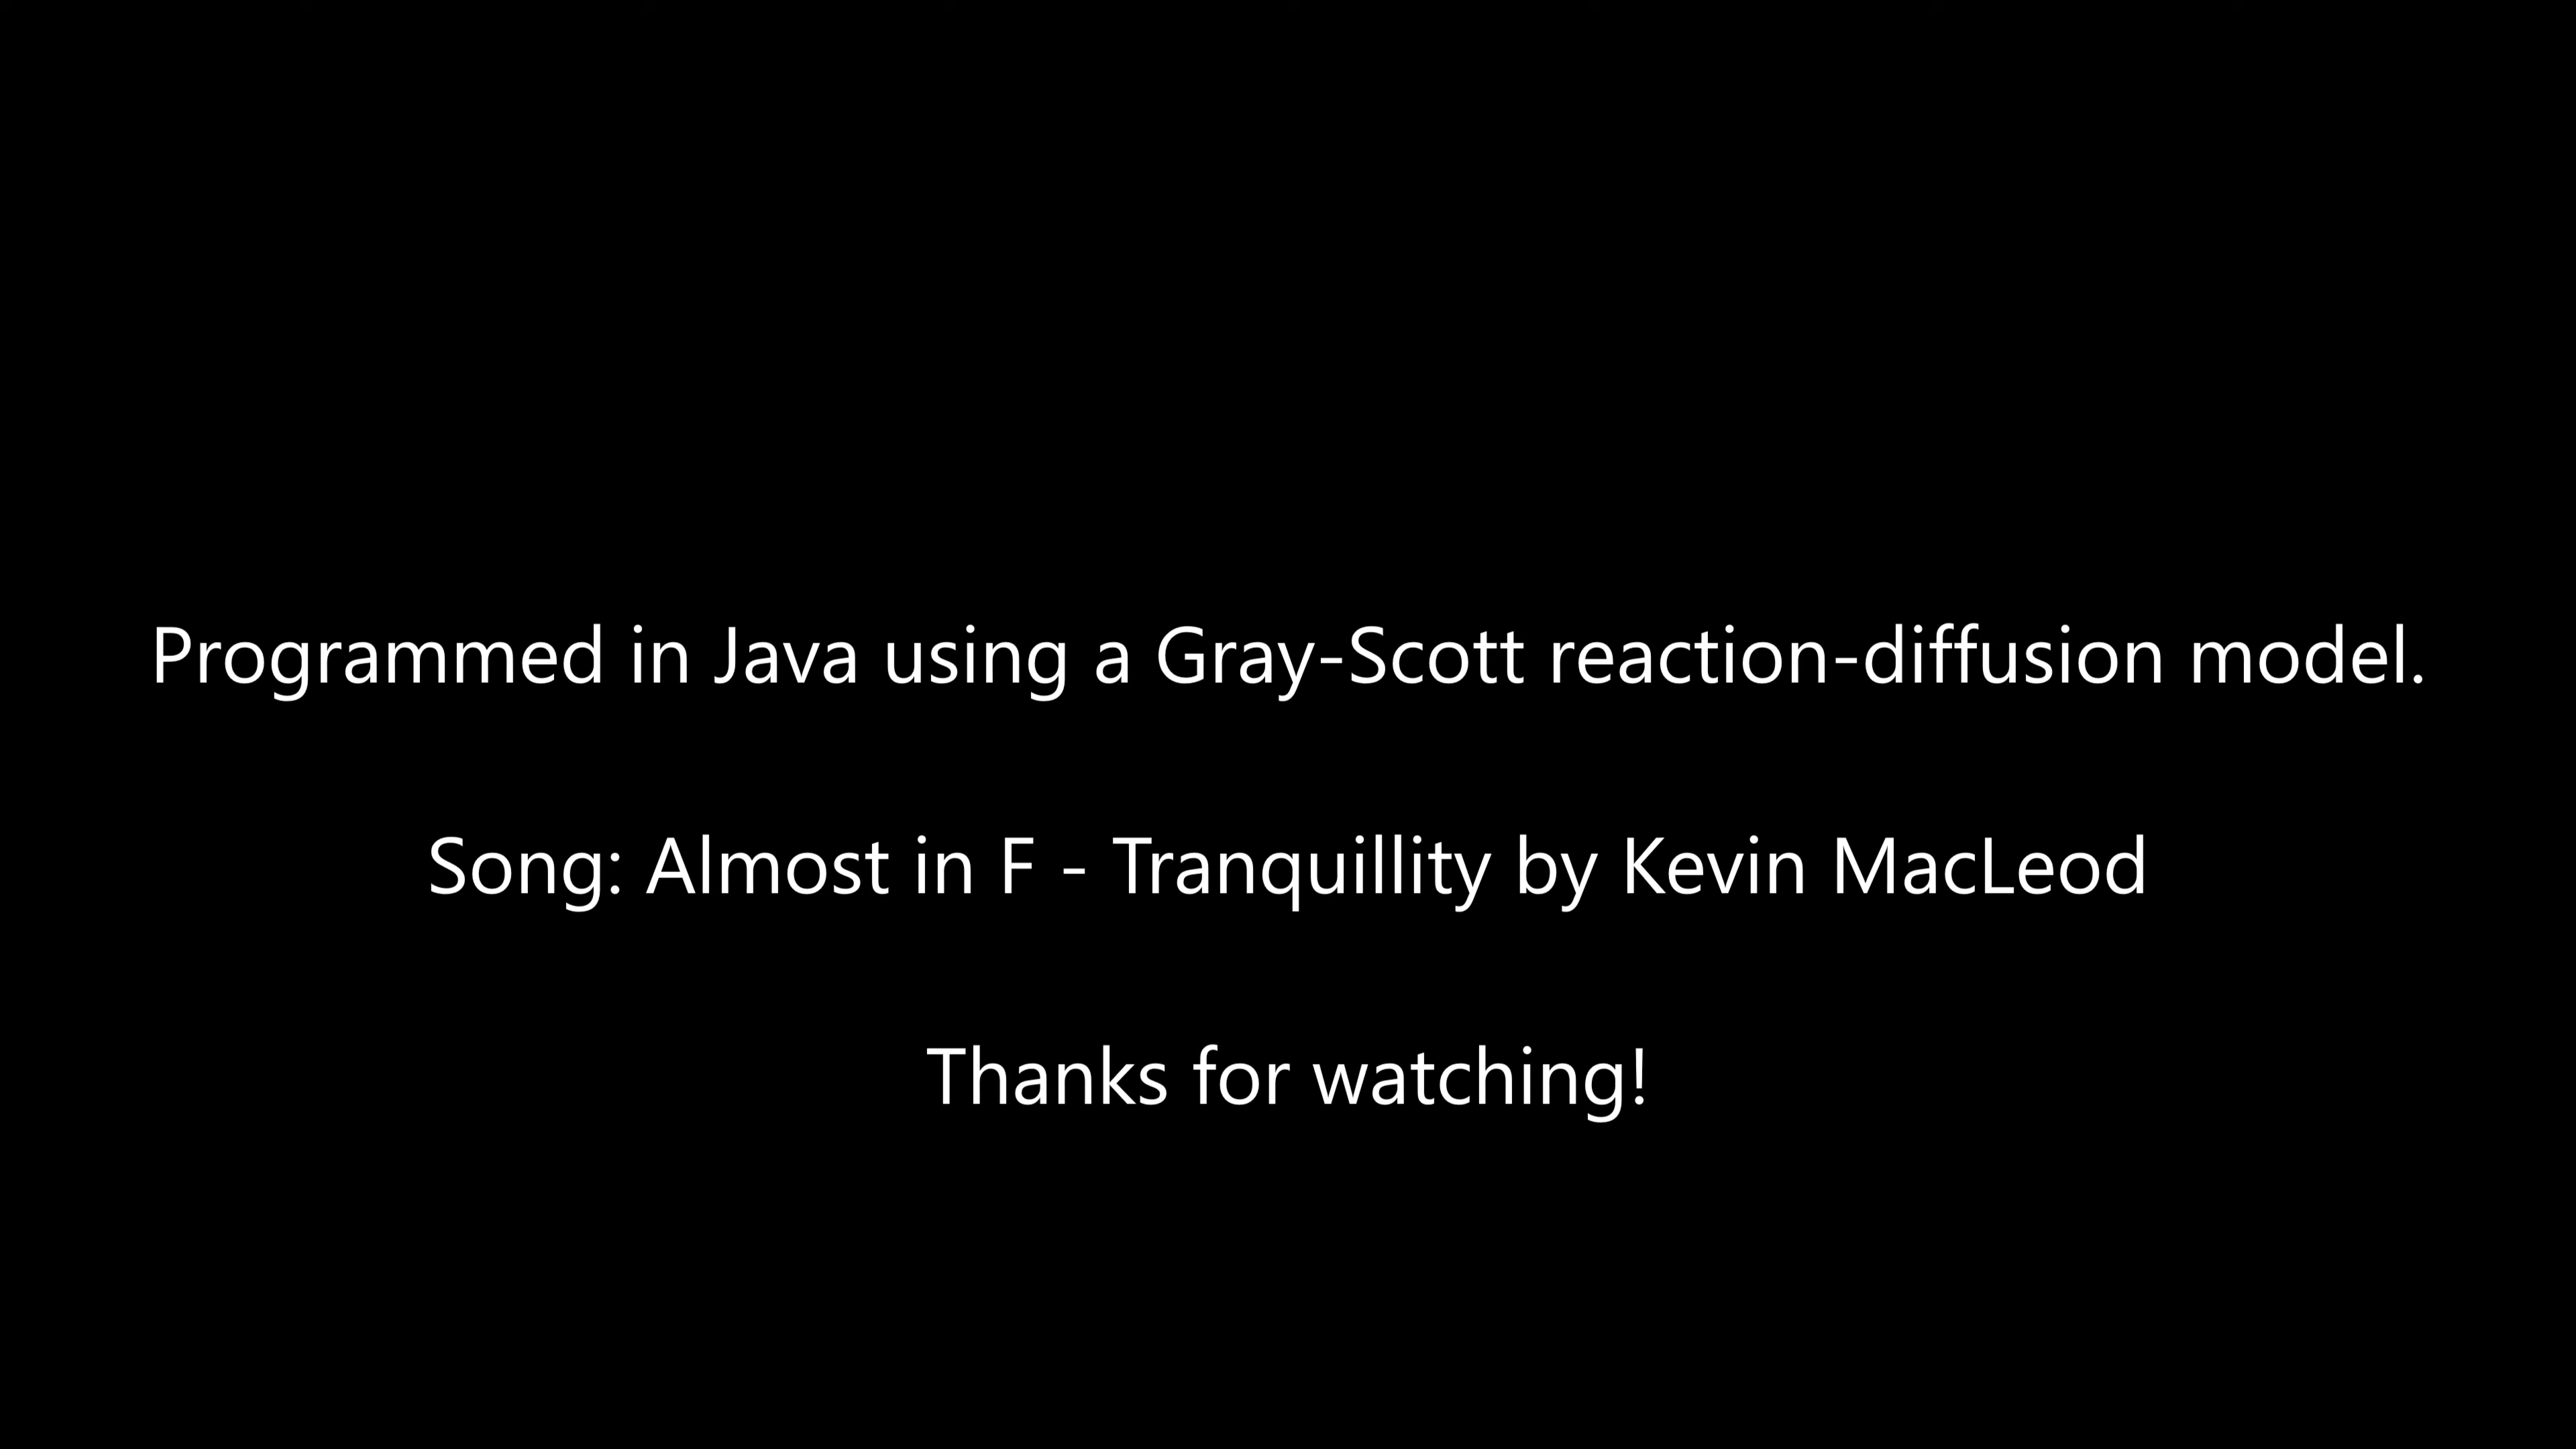 Programmed in Java using a Gray-Scott reaction-diffusion model.
Song: Almost in F - Tranquillity by Kevin MacLeod
Thanks for watching!